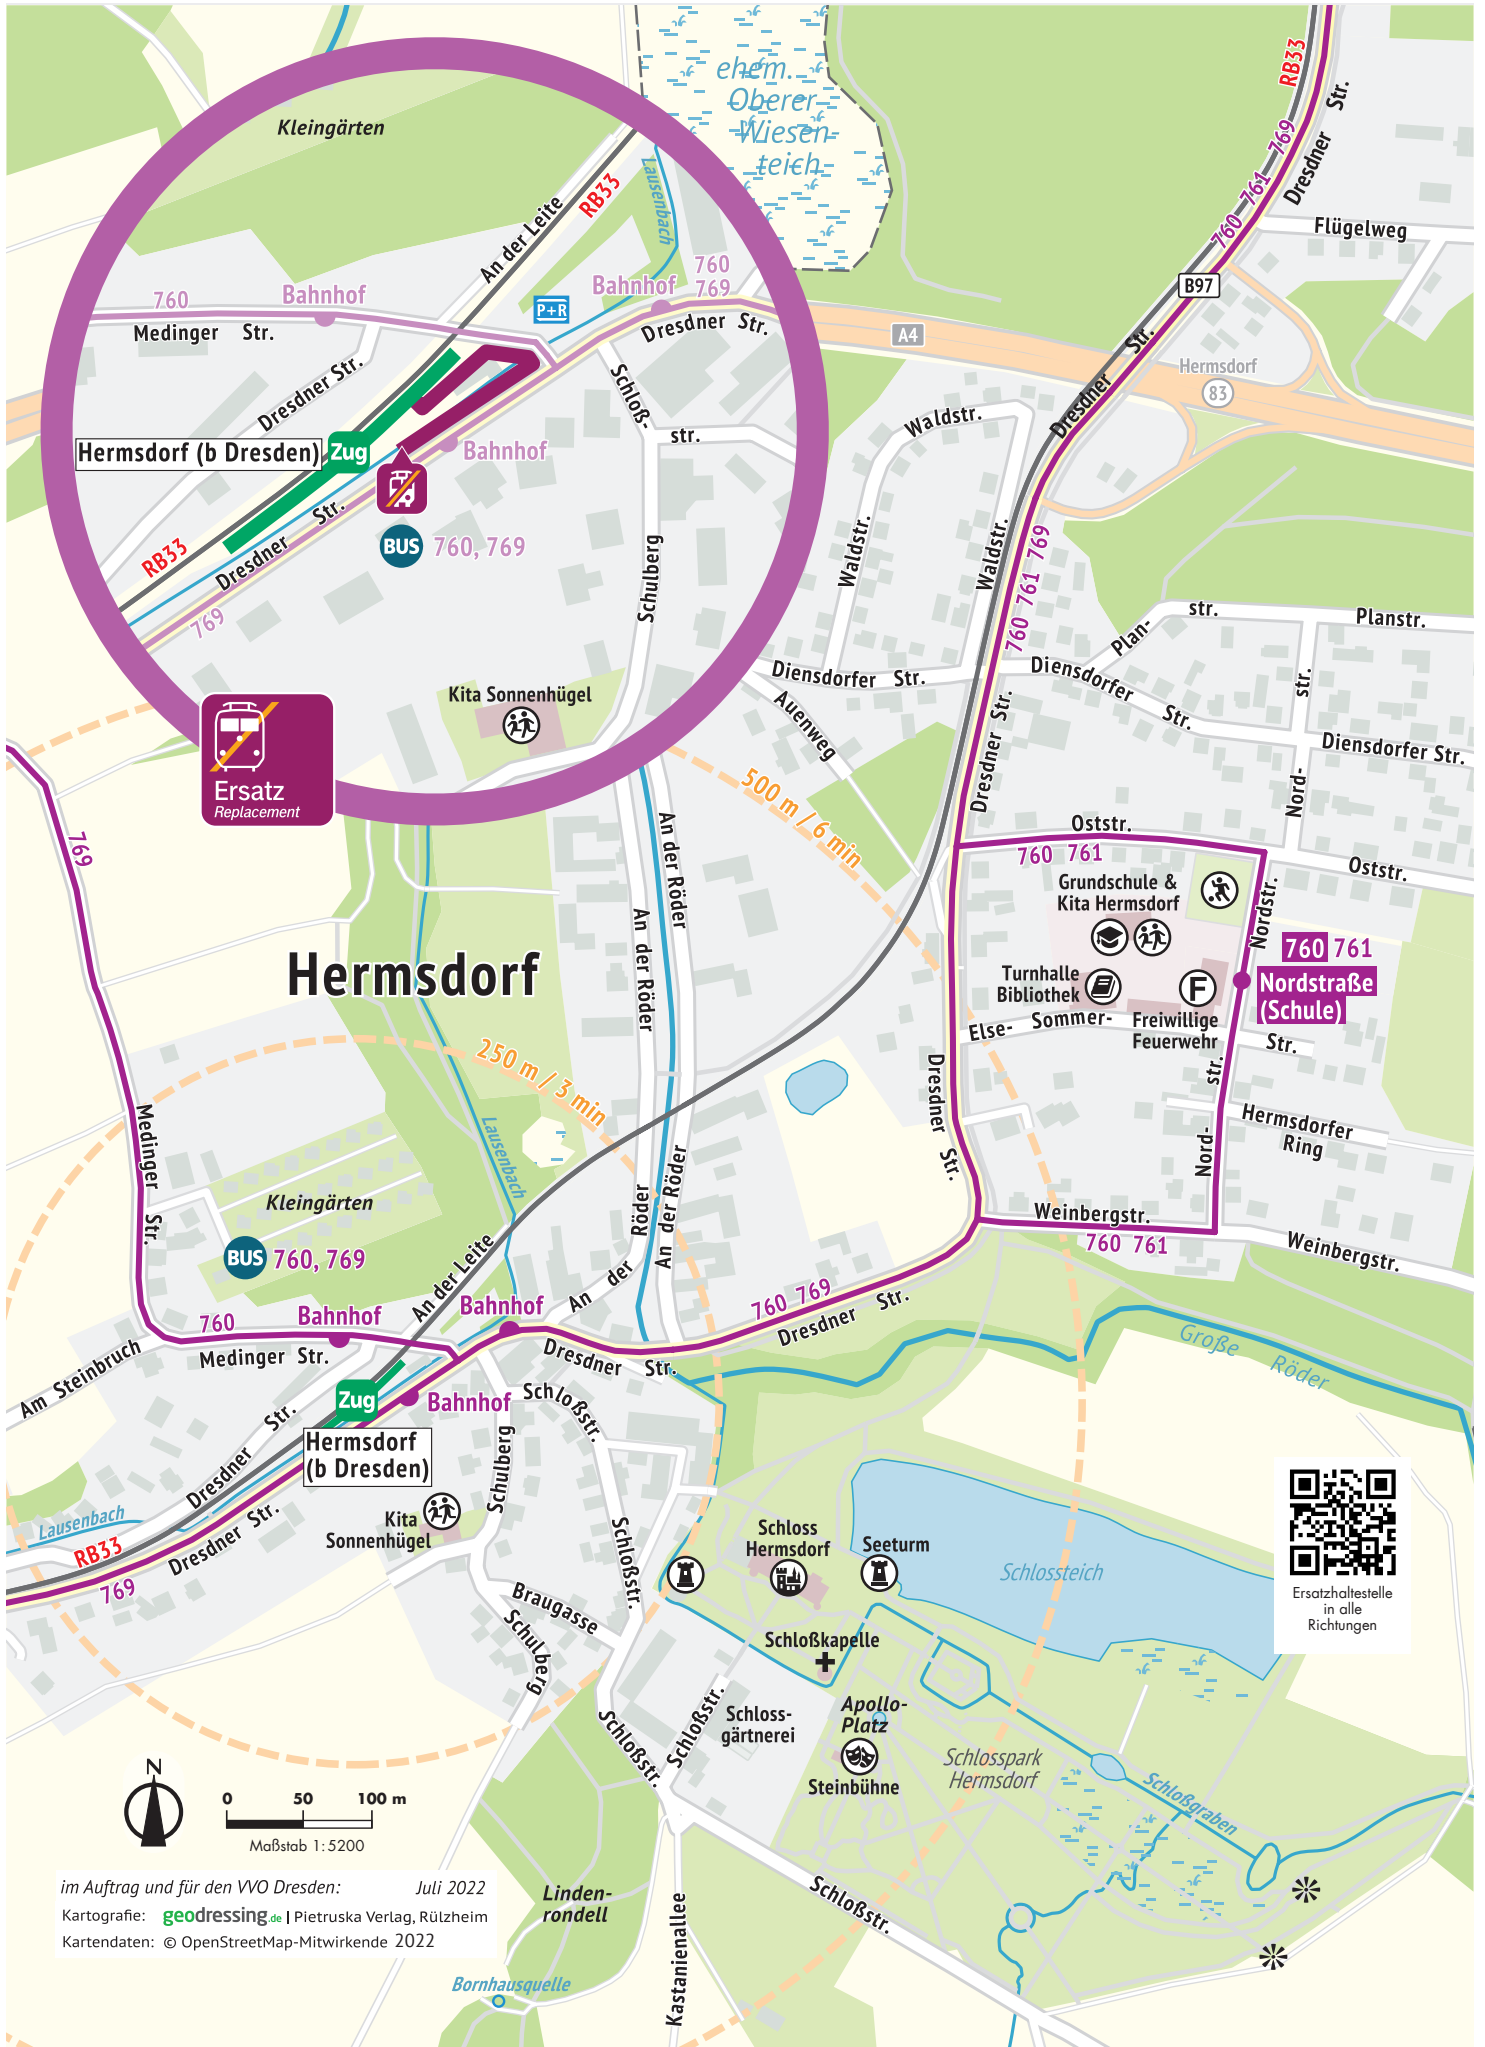 Kleingärten
ehem.
Oberer
Wiesen-
teich
Lausenbach
RB33
An der Leite
760
Bahnhof
Medinger Str.
P+R
Bahnhof
760
769
Dresdner Str.
Dresdner Str.
Schloß-
str.
Hermsdorf (b Dresden)
Zug
Bahnhof
Dresdner Str.
RB33
BUS
760, 769
769
Schulberg
Kita Sonnenhügel
Ersatz
Replacement
RB33
Dresdner Str.
769
761
760
Flügelweg
B97
A4
Hermsdorf
83
Dresdner Str.
Waldstr.
Waldstr.
Waldstr.
760 761 769
Plan-
str.
Planstr.
Diensdorfer Str.
Diensdorfer Str.
Auenweg
Dresdner Str.
Nord-
str.
Diensdorfer Str.
500 m / 6 min
769
An der Röder
An der Röder
Oststr.
760 761
Oststr.
Grundschule &
Kita Hermsdorf
Nordstr.
Turnhalle
Bibliothek
F
760 761
Nordstraße
(Schule)
Else- Sommer-
Str.
Freiwillige
Feuerwehr
Hermsdorf
250 m / 3 min
Dresdner Str.
Nord-
str.
Hermsdorfer
Ring
Medinger Str.
Lausenbach
Kleingärten
BUS
760, 769
An der Röder
An der Röder
Weinbergstr.
760 761
Weinbergstr.
An der Leite
760
Bahnhof
Medinger Str.
Bahnhof
760 769
Dresdner Str.
Dresdner Str.
Große Röder
Am Steinbruch
Zug
Bahnhof
Hermsdorf
(b Dresden)
Schloßstr.
Schulberg
Dresdner Str.
Lausenbach
RB33
769
Dresdner Str.
Kita
Sonnenhügel
Schloßstr.
Braugasse
Schulberg
Schloss
Hermsdorf
Seeturm
Schlossteich
Ersatzhaltestelle
in alle
Richtungen
Schloßkapelle
Apollo-
Platz
Schloss-
gärtnerei
Schloßstr.
Schloßstr.
Steinbühne
Schlosspark
Hermsdorf
Schloßgraben
N
0 50 100 m
Maßstab 1:5200
im Auftrag und für den VVO Dresden: Juli 2022
Kartografie: geodressing.de | Pietruska Verlag, Rülzheim
Kartendaten: © OpenStreetMap-Mitwirkende 2022
Linden-
rondell
Schloßstr.
Kastanienallee
Bornhausquelle